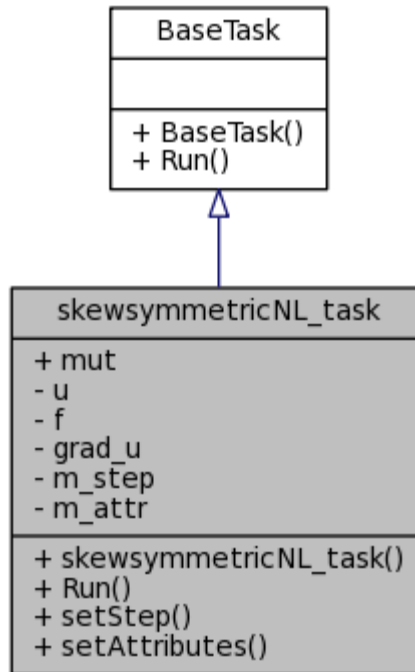 BaseTask
+ BaseTask()
+ Run()
skewsymmetricNL_task
+ mut
- u
- f
- grad_u
- m_step
- m_attr
+ skewsymmetricNL_task()
+ Run()
+ setStep()
+ setAttributes()